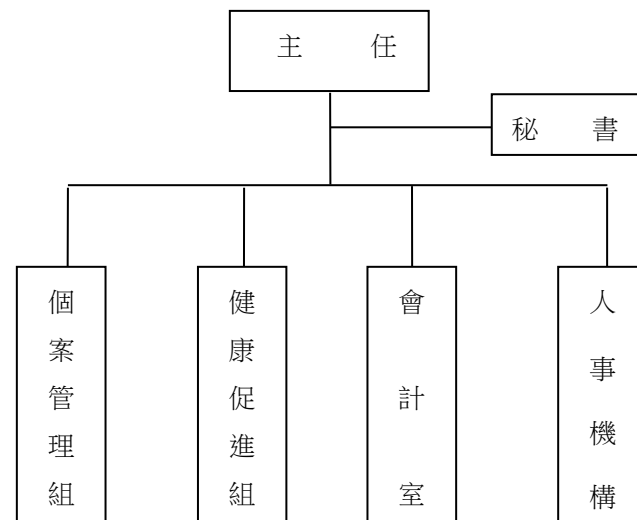 主　　任
秘　　書
個案管理組
健康促進組
會計室
人事機構